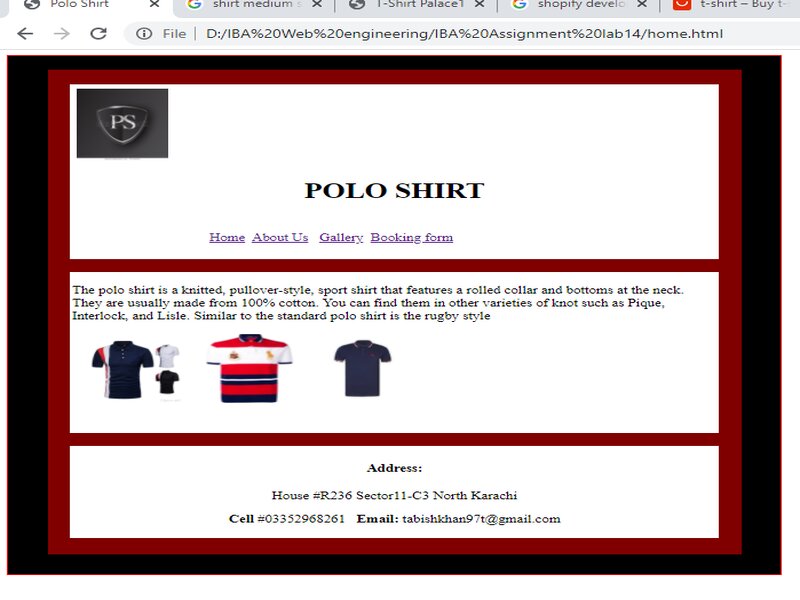 Polo Shirt
shirt medium s
T-Shirt Palace1
shopify develo
t-shirt – Buy t-
File | D:/IBA%20Web%20engineering/IBA%20Assignment%20lab14/home.html
PS
POLO SHIRT
Home About Us Gallery Booking form
The polo shirt is a knitted, pullover-style, sport shirt that features a rolled collar and bottoms at the neck.
They are usually made from 100% cotton. You can find them in other varieties of knot such as Pique,
Interlock, and Lisle. Similar to the standard polo shirt is the rugby style
Address:
House #R236 Sector11-C3 North Karachi
Cell #03352968261 Email: tabishkhan97t@gmail.com